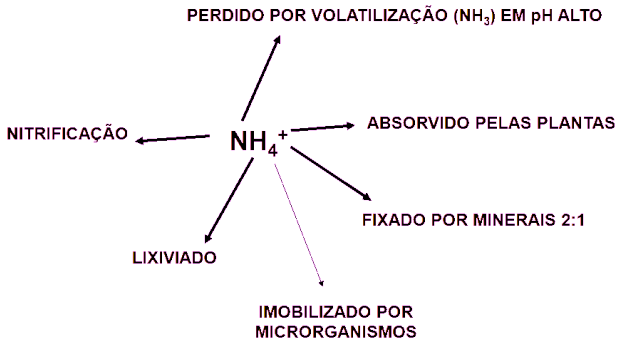 PERDIDO POR VOLATILIZAÇÃO (NH₃) EM pH ALTO
ABSORVIDO PELAS PLANTAS
NITRIFICAÇÃO
NH₄⁺
FIXADO POR MINERAIS 2:1
LIXIVIADO
IMOBILIZADO POR
MICRORGANISMOS